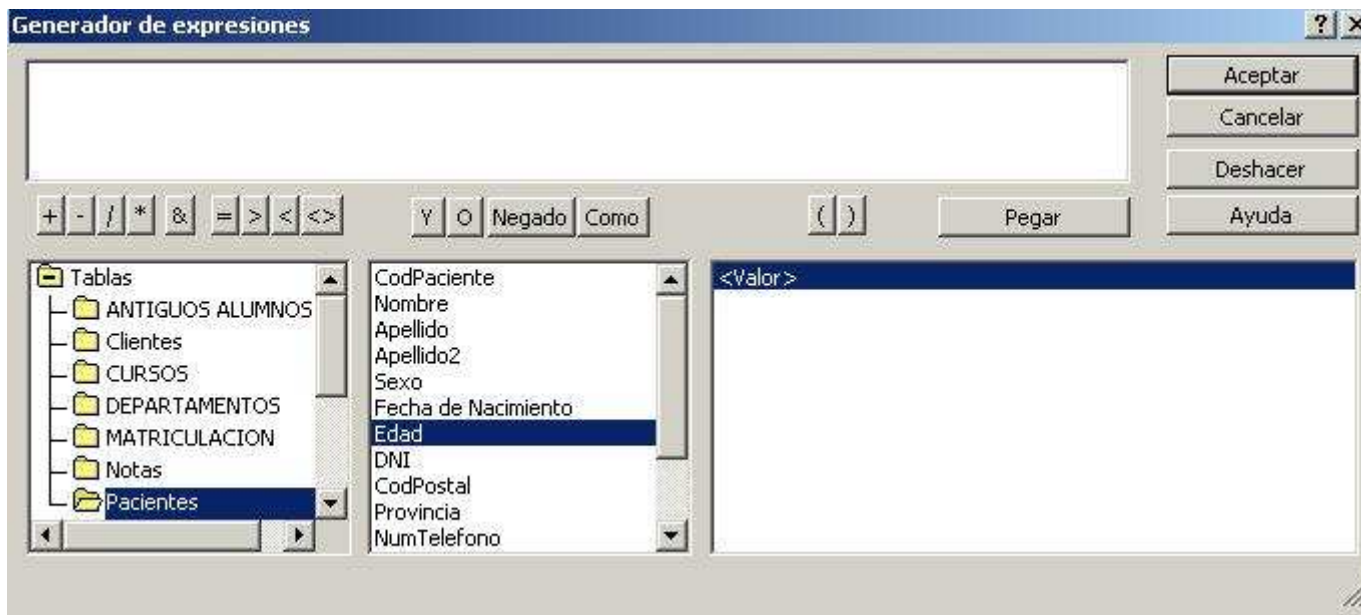 Generador de expresiones
?
X
Aceptar
Cancelar
Deshacer
Ayuda
+ - / * & = > < <> Y O Negado Como ( ) Pegar
Tablas
ANTIGUOS ALUMNOS
Clientes
CURSOS
DEPARTAMENTOS
MATRICULACION
Notas
Pacientes
CodPaciente
Nombre
Apellido
Apellido2
Sexo
Fecha de Nacimiento
Edad
DNI
CodPostal
Provincia
NumTelefono
<Valor>